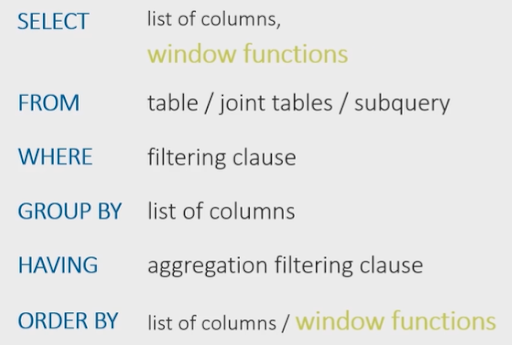 SELECT list of columns,
window functions
FROM table / joint tables / subquery
WHERE filtering clause
GROUP BY list of columns
HAVING aggregation filtering clause
ORDER BY list of columns / window functions